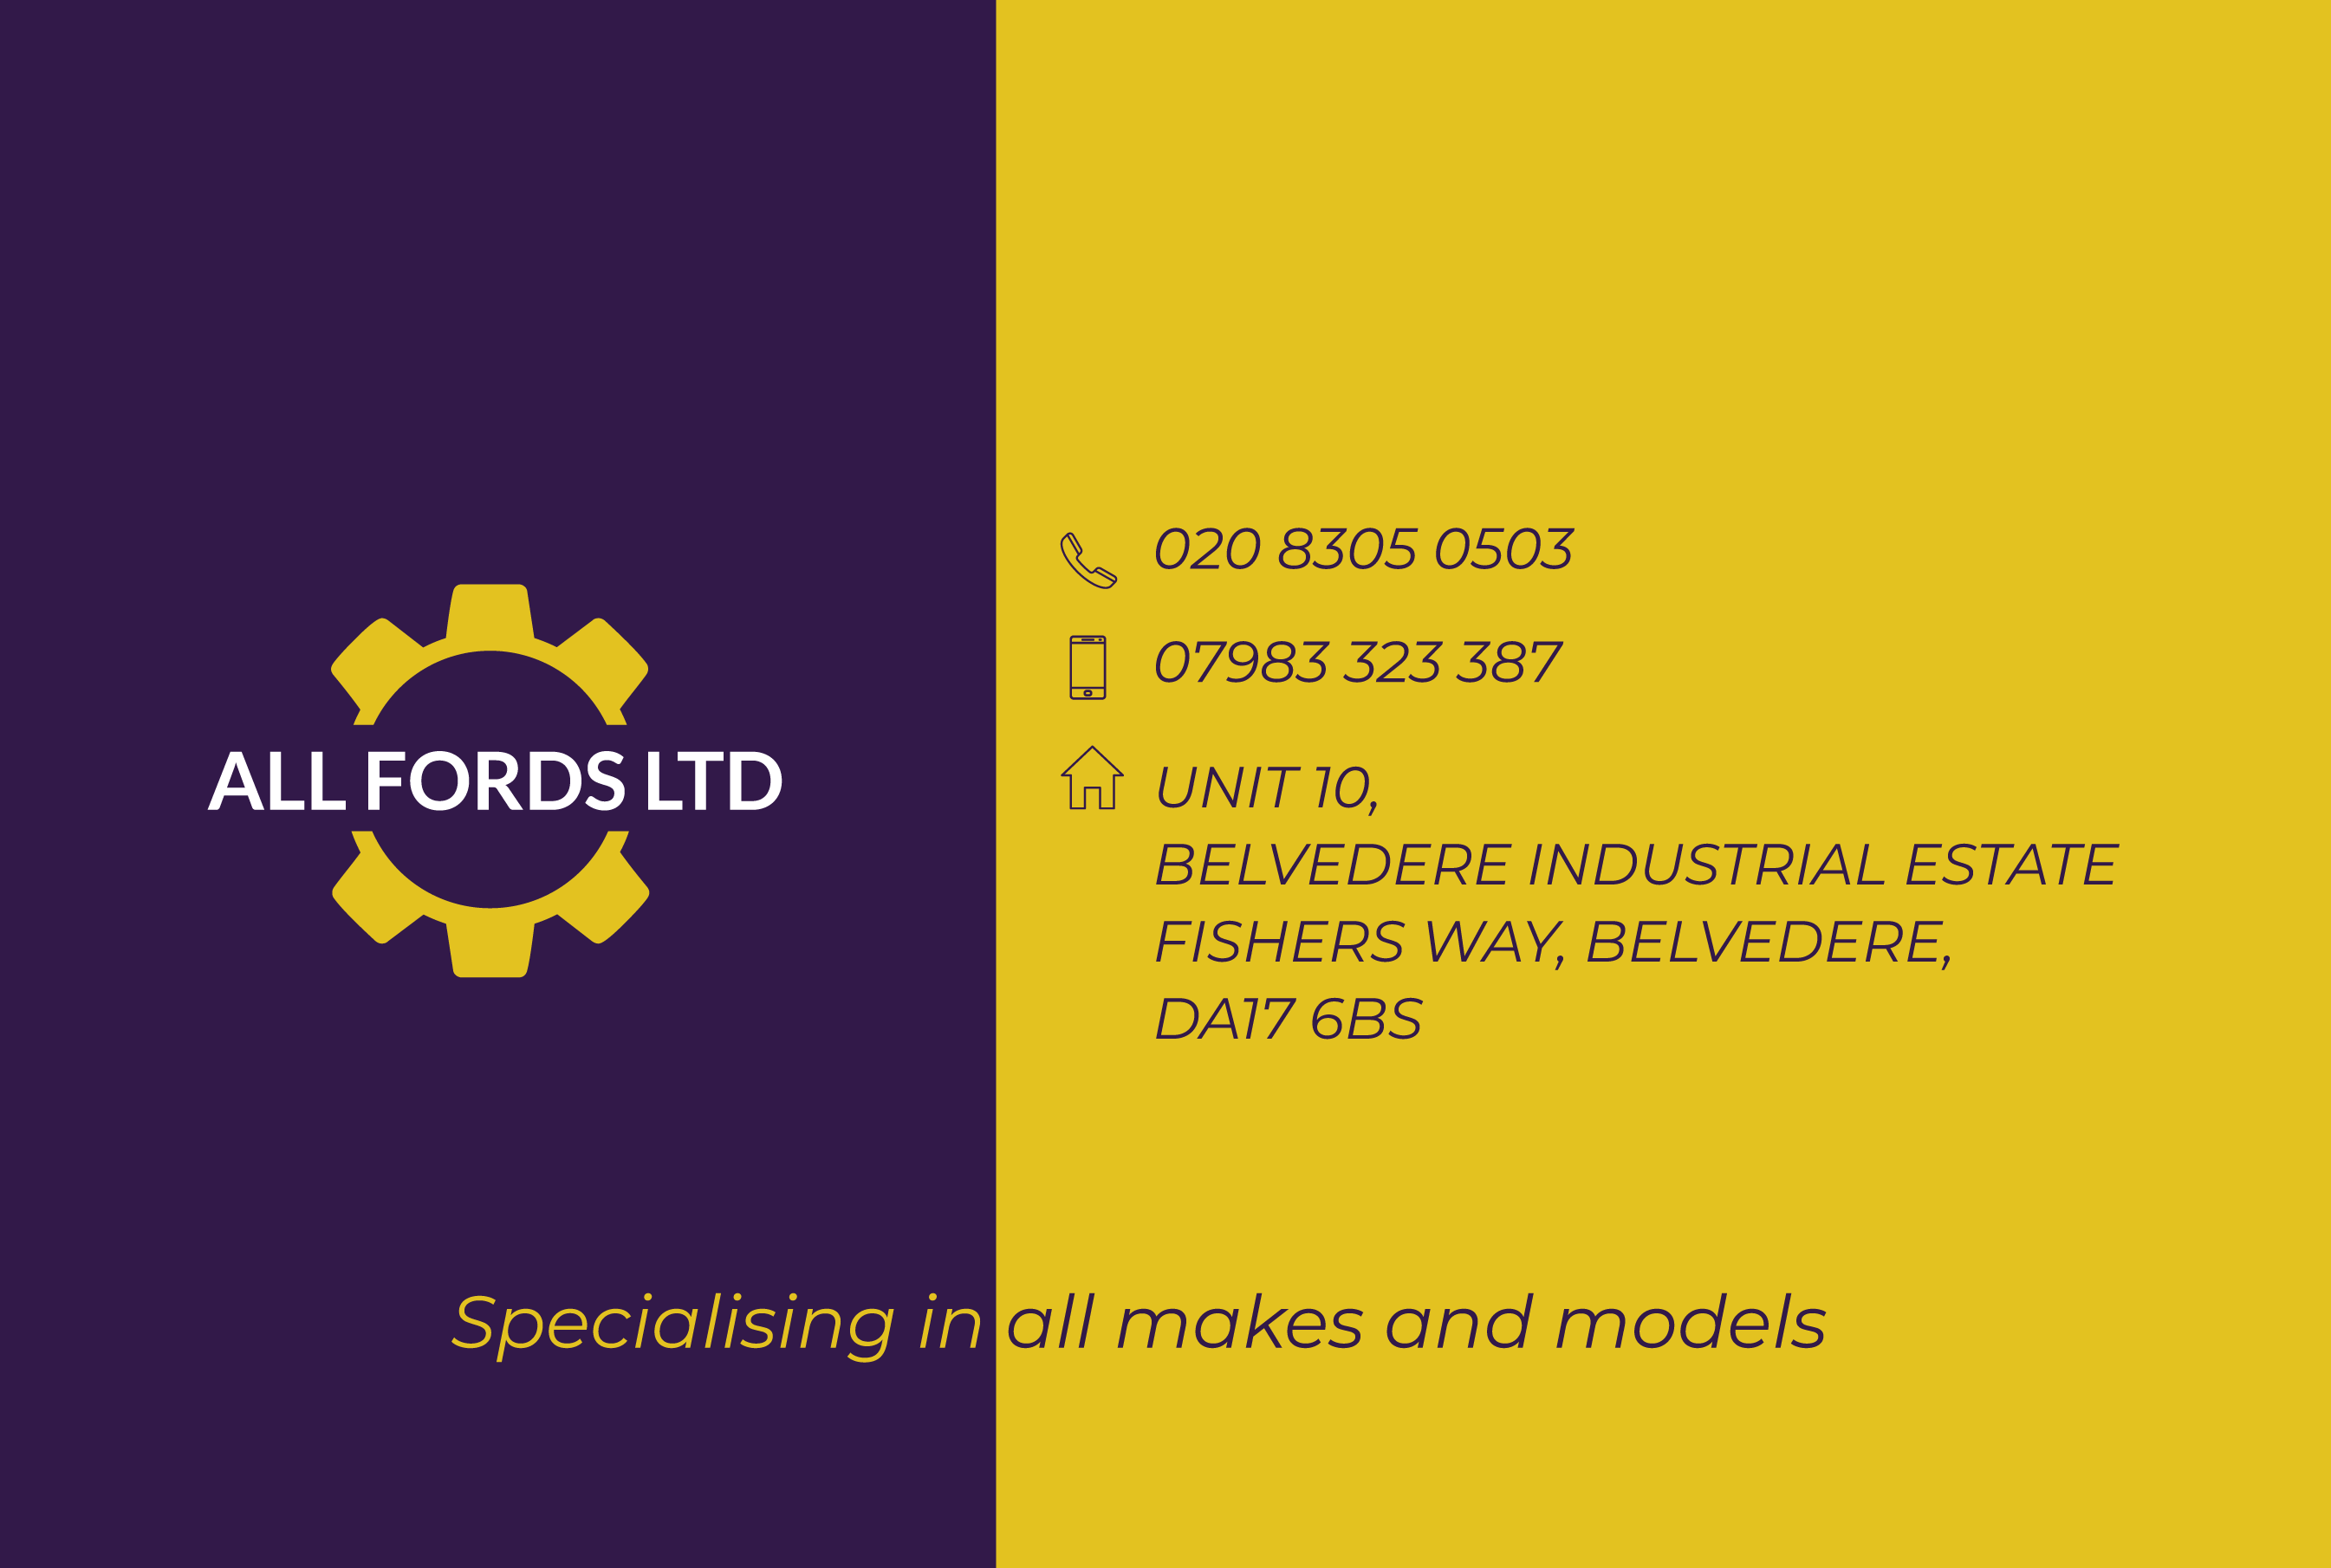 ALL FORDS LTD
020 8305 0503
07983 323 387
UNIT 10,
BELVEDERE INDUSTRIAL ESTATE
FISHERS WAY, BELVEDERE,
DA17 6BS
Specialising in all makes and models